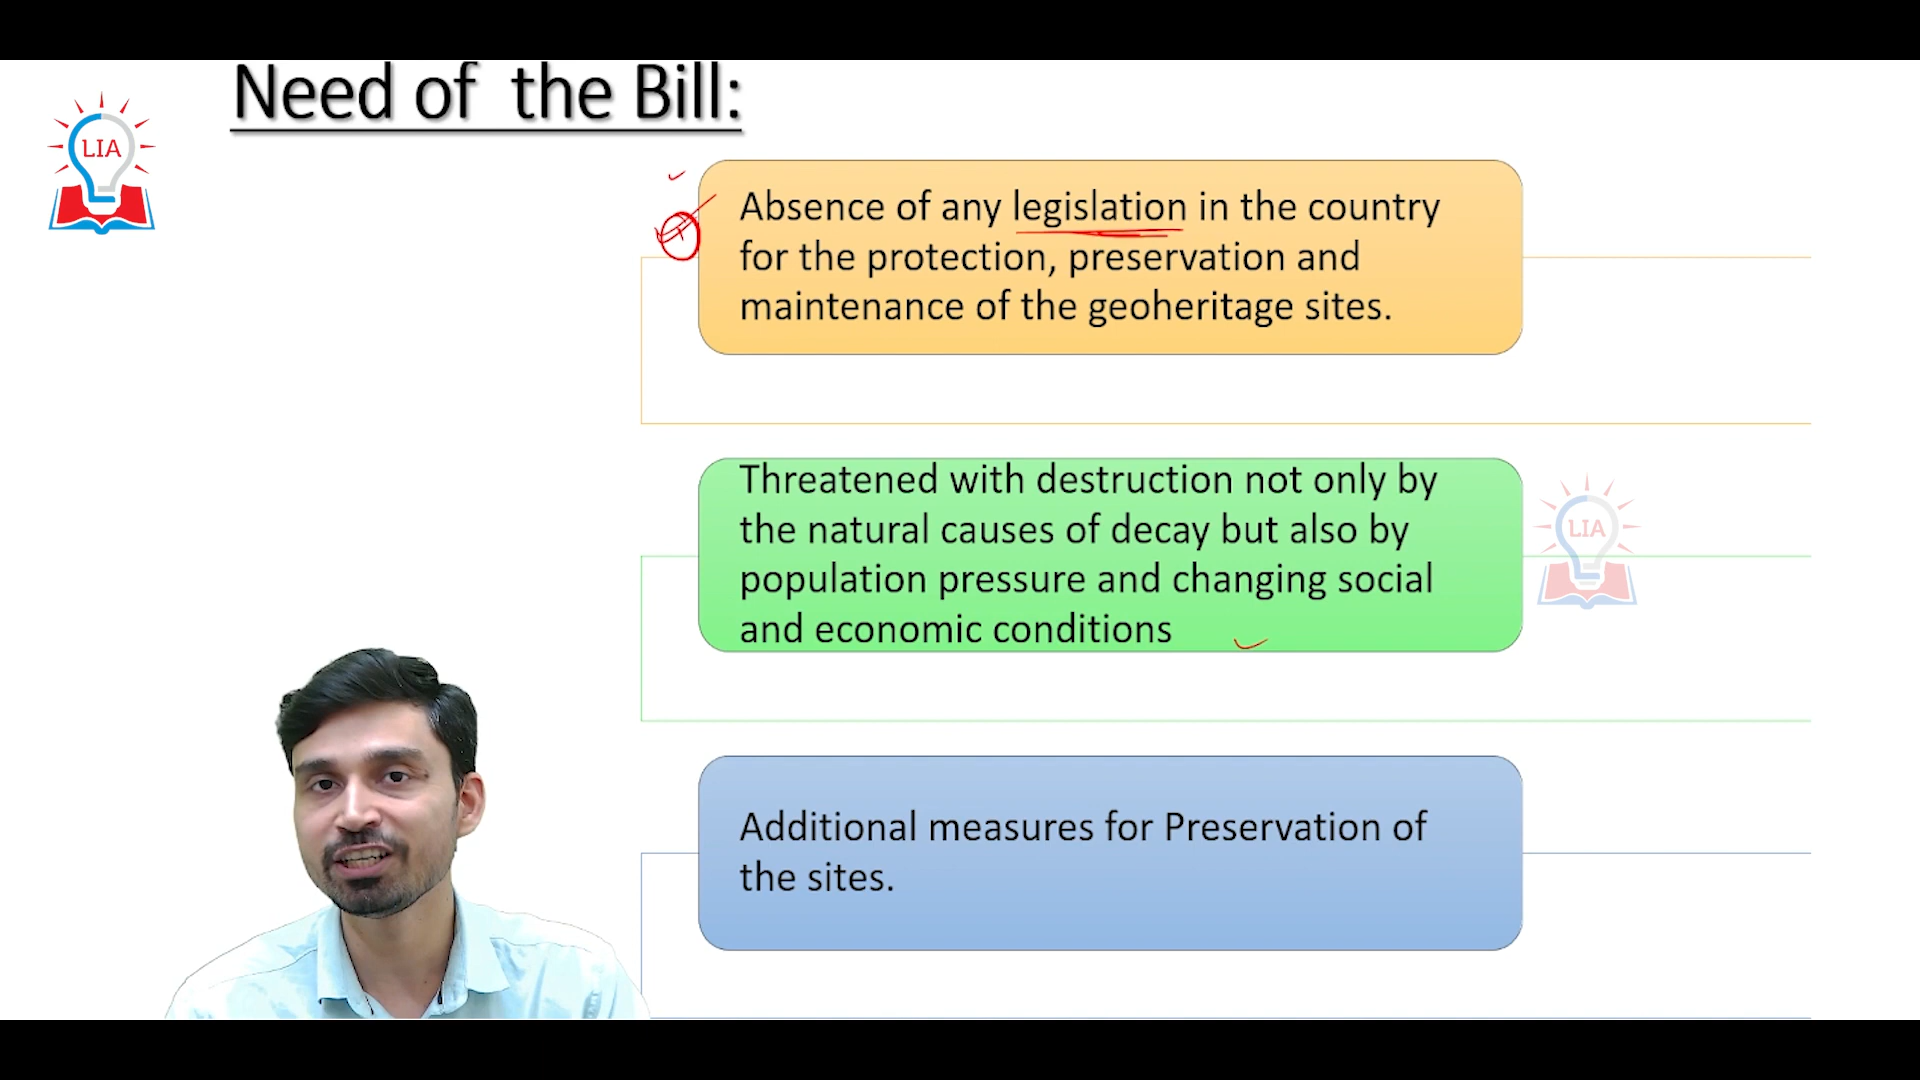 Need of the Bill:
LIA
Absence of any legislation in the country
for the protection, preservation and
maintenance of the geoheritage sites.
Threatened with destruction not only by
the natural causes of decay but also by
population pressure and changing social
and economic conditions
LIA
Additional measures for Preservation of
the sites.